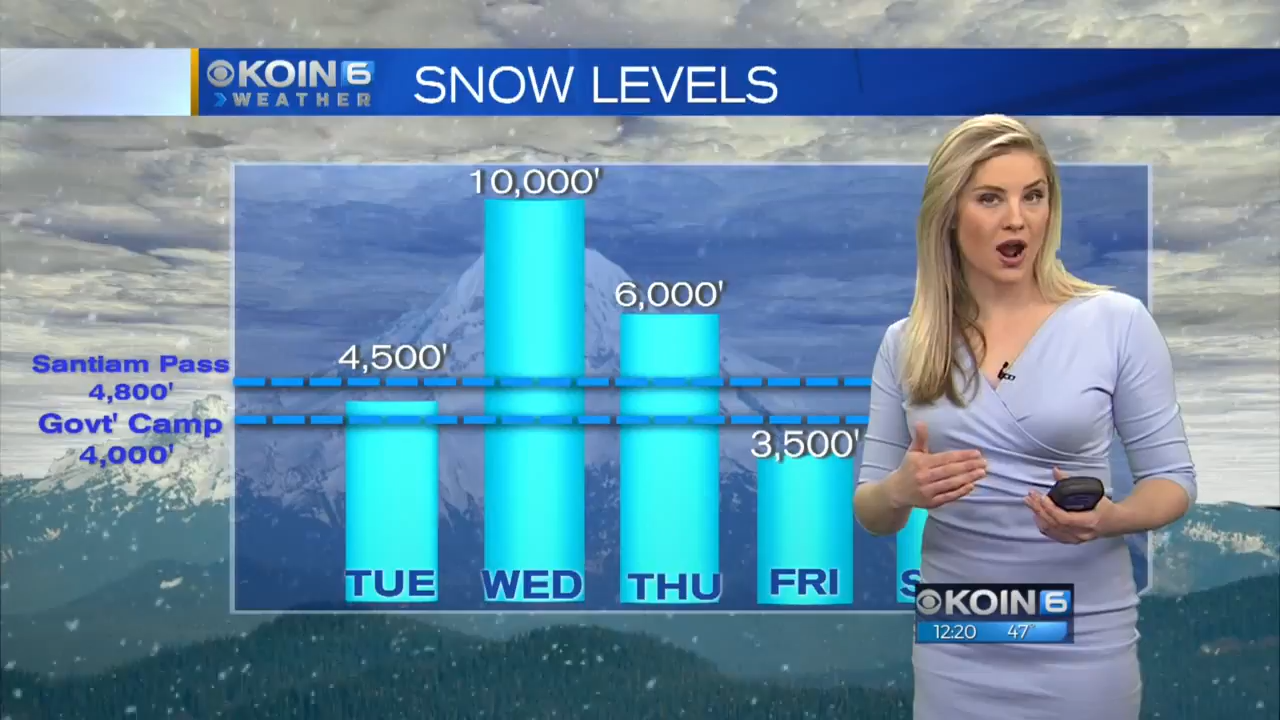 KOIN 6
WEATHER
SNOW LEVELS
10,000'
6,000'
4,500'
Santiam Pass
4,800'
Govt' Camp
4,000'
3,500'
TUE WED THU FRI S
KOIN 6
12:20 47°